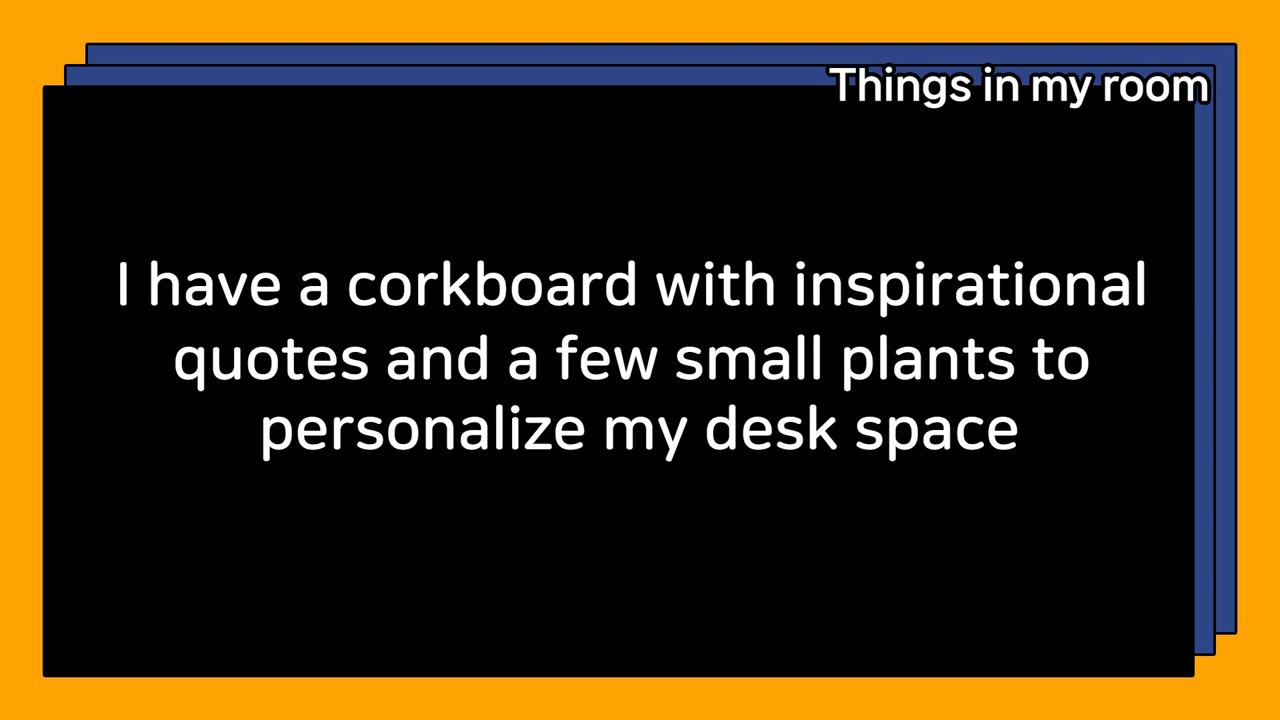 Things in my room
I have a corkboard with inspirational
quotes and a few small plants to
personalize my desk space